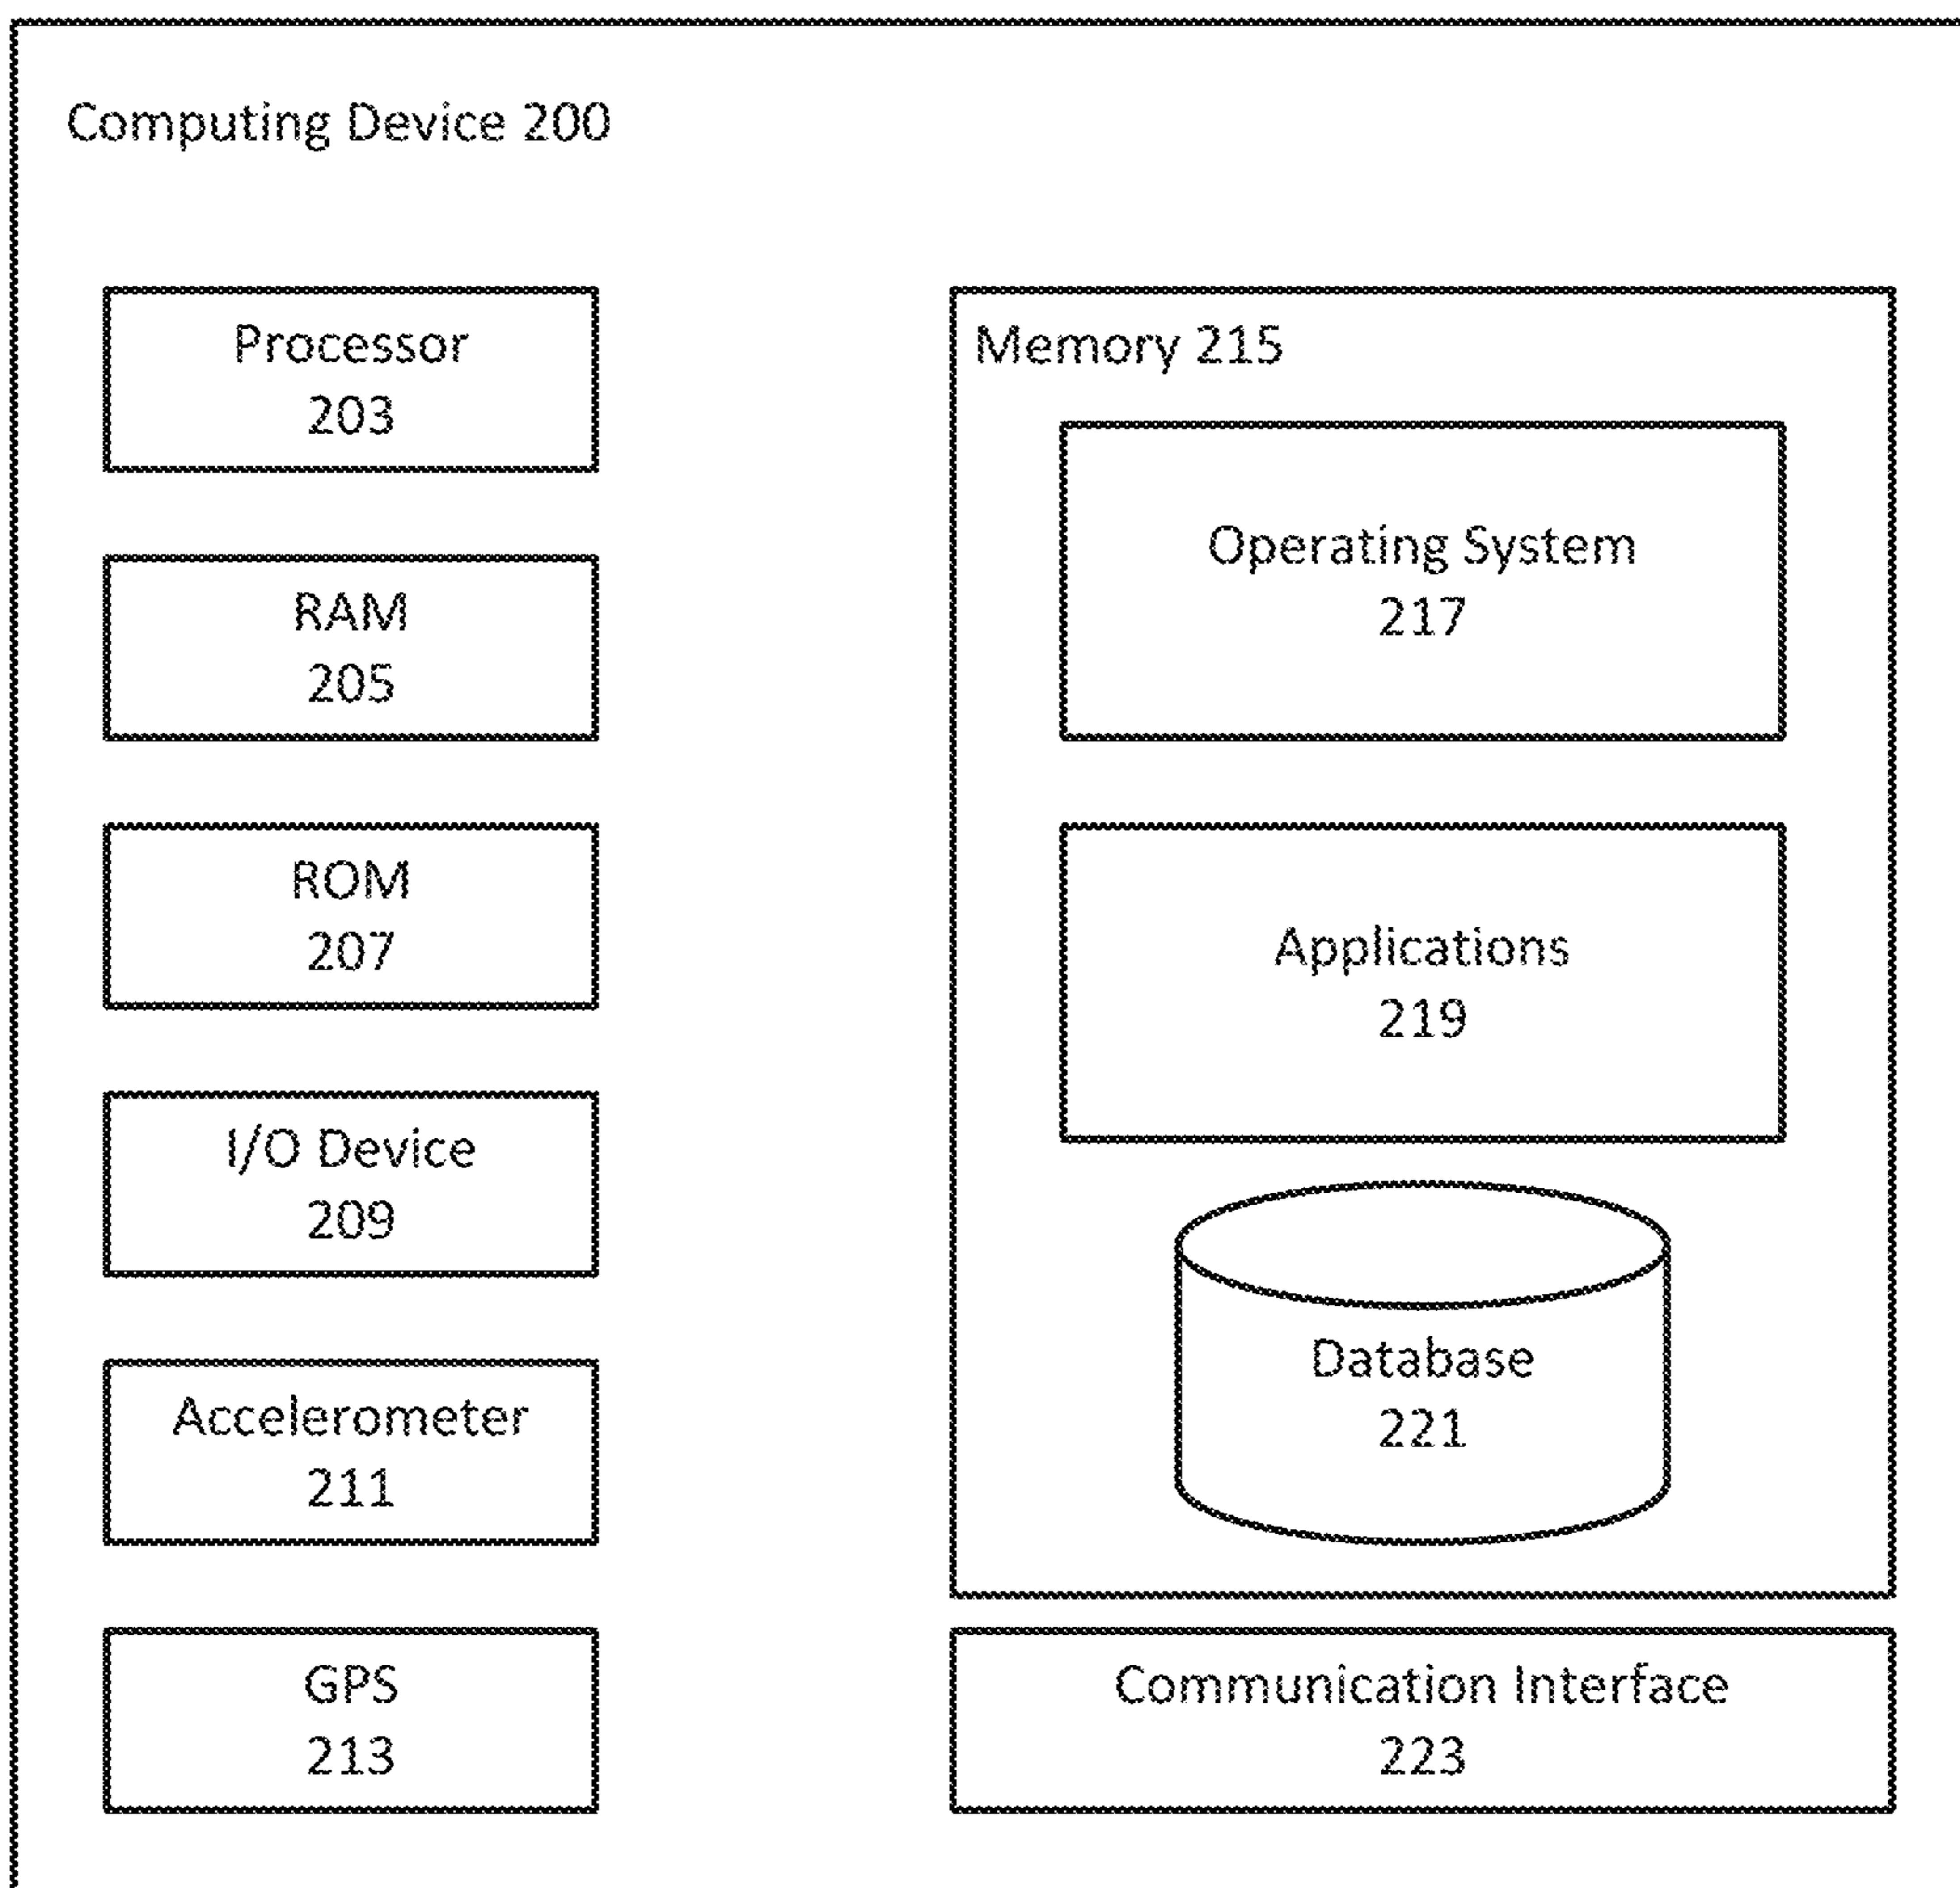 Computing Device 200
Processor
203
RAM
205
ROM
207
I/O Device
209
Accelerometer
211
GPS
213
Memory 215
Operating System
217
Applications
219
Database
221
Communication Interface
223